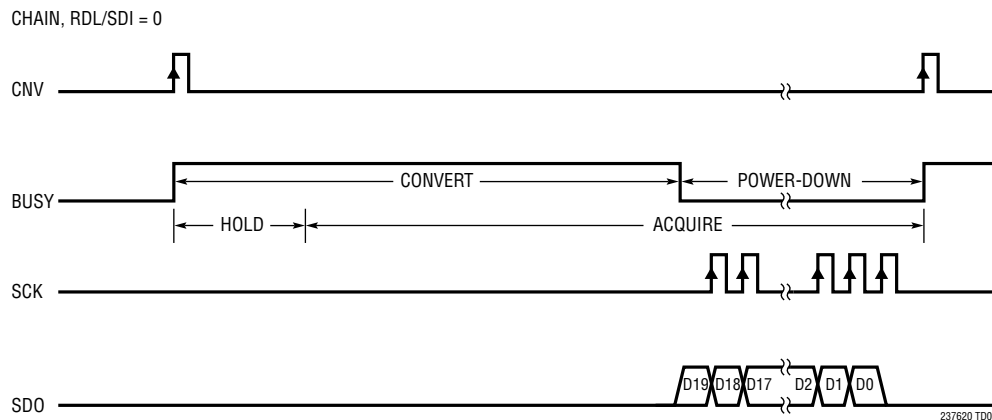 CHAIN, RDL/SDI = 0
CNV
BUSY
CONVERT
POWER-DOWN
HOLD
ACQUIRE
SCK
SDO
D19 D18 D17 D2 D1 D0
237620 TD0